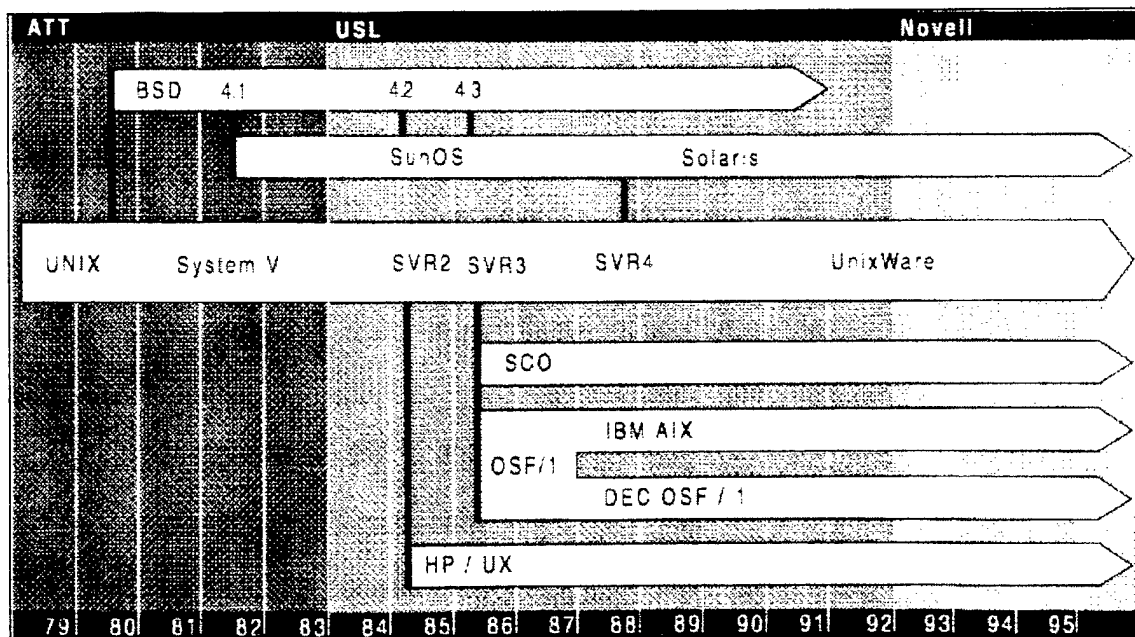 ATT USL Novell
BSD 4.1 4.2 4.3
SunOS Solaris
UNIX System V SVR2 SVR3 SVR4 UnixWare
SCO
IBM AIX
OSF/1
DEC OSF / 1
HP / UX
79 80 81 82 83 84 85 86 87 88 89 90 91 92 93 94 95